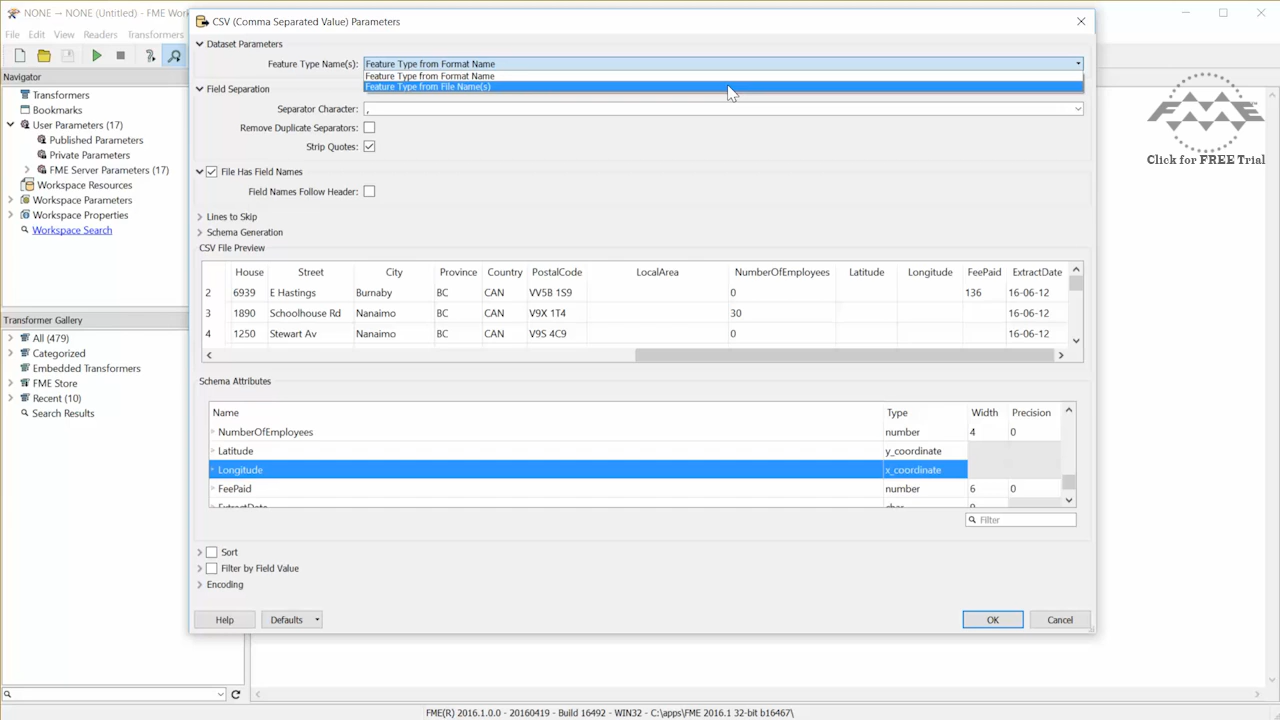 NONE → NONE (Untitled) - FME Wo
CSV (Comma Separated Value) Parameters
File Edit View Readers Transformers
Dataset Parameters
Feature Type Name(s): Feature Type from Format Name
Feature Type from Format Name
Feature Type from File Name(s)
Field Separation
Separator Character: ,
Remove Duplicate Separators:
Strip Quotes:
File Has Field Names
Field Names Follow Header:
Lines to Skip
Schema Generation
CSV File Preview
House Street City Province Country PostalCode LocalArea NumberOfEmployees Latitude Longitude FeePaid ExtractDate
2 6939 E Hastings Burnaby BC CAN VV5B 1S9 0 136 16-06-12
3 1890 Schoolhouse Rd Nanaimo BC CAN V9X 1T4 30 16-06-12
4 1250 Stewart Av Nanaimo BC CAN V9S 4C9 0 16-06-12
Schema Attributes
Name Type Width Precision
NumberOfEmployees number 4 0
Latitude y_coordinate
Longitude x_coordinate
FeePaid number 6 0
Filter
Sort
Filter by Field Value
Encoding
Help Defaults OK Cancel
Navigator
Transformers
Bookmarks
User Parameters (17)
Published Parameters
Private Parameters
FME Server Parameters (17)
Workspace Resources
Workspace Parameters
Workspace Properties
Workspace Search
Transformer Gallery
All (479)
Categorized
Embedded Transformers
FME Store
Recent (10)
Search Results
FME
Click for FREE Trial
FME(R) 2016.1.0.0 - 20160419 - Build 16492 - WIN32 - C:\apps\FME 2016.1 32-bit b16467\